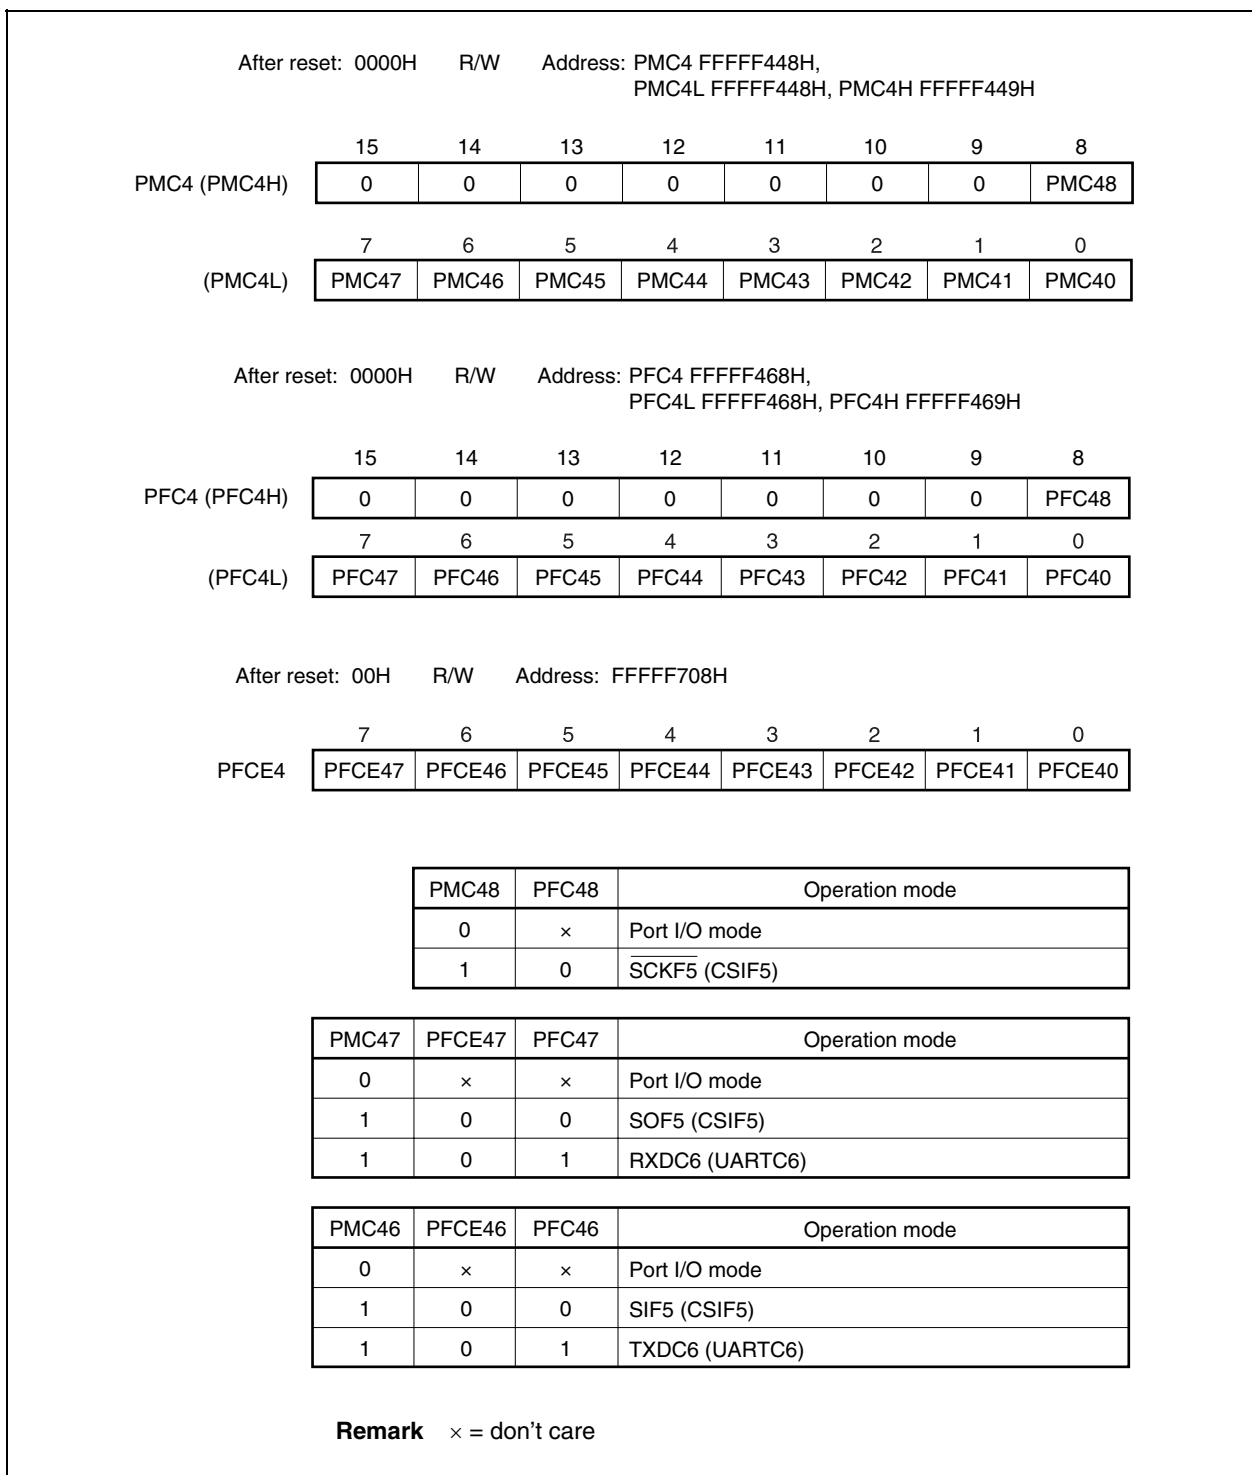 After reset: 0000H R/W Address: PMC4 FFFFF448H,
PMC4L FFFFF448H, PMC4H FFFFF449H
15 14 13 12 11 10 9 8
PMC4 (PMC4H) 0 0 0 0 0 0 0 PMC48
7 6 5 4 3 2 1 0
(PMC4L) PMC47 PMC46 PMC45 PMC44 PMC43 PMC42 PMC41 PMC40
After reset: 0000H R/W Address: PFC4 FFFFF468H,
PFC4L FFFFF468H, PFC4H FFFFF469H
15 14 13 12 11 10 9 8
PFC4 (PFC4H) 0 0 0 0 0 0 0 PFC48
7 6 5 4 3 2 1 0
(PFC4L) PFC47 PFC46 PFC45 PFC44 PFC43 PFC42 PFC41 PFC40
After reset: 00H R/W Address: FFFFF708H
7 6 5 4 3 2 1 0
PFCE4 PFCE47 PFCE46 PFCE45 PFCE44 PFCE43 PFCE42 PFCE41 PFCE40
PMC48 PFC48 Operation mode
0 × Port I/O mode
1 0 S̅C̅K̅F̅5̅ (CSIF5)
PMC47 PFCE47 PFC47 Operation mode
0 × × Port I/O mode
1 0 0 SOF5 (CSIF5)
1 0 1 RXDC6 (UARTC6)
PMC46 PFCE46 PFC46 Operation mode
0 × × Port I/O mode
1 0 0 SIF5 (CSIF5)
1 0 1 TXDC6 (UARTC6)
Remark × = don't care